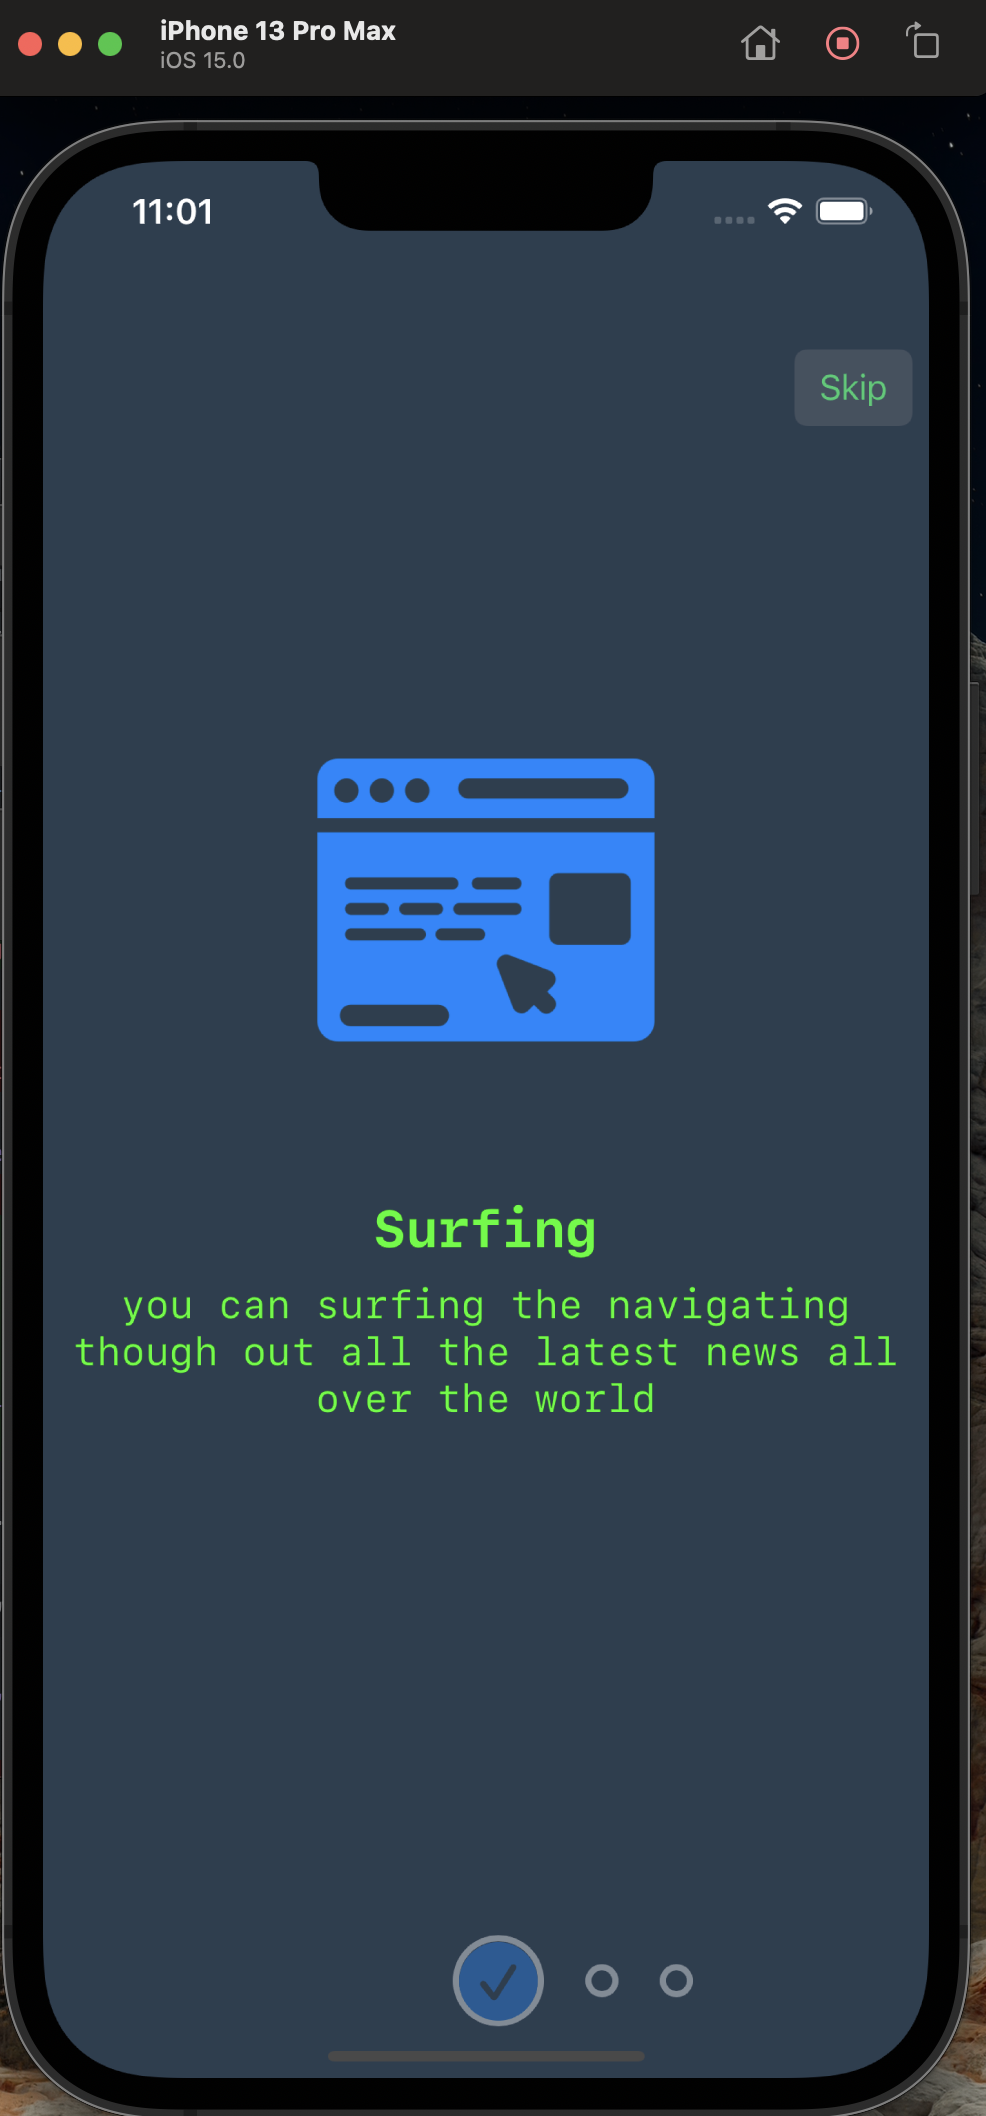 iPhone 13 Pro Max
iOS 15.0
11:01
Skip
Surfing
you can surfing the navigating
though out all the latest news all
over the world